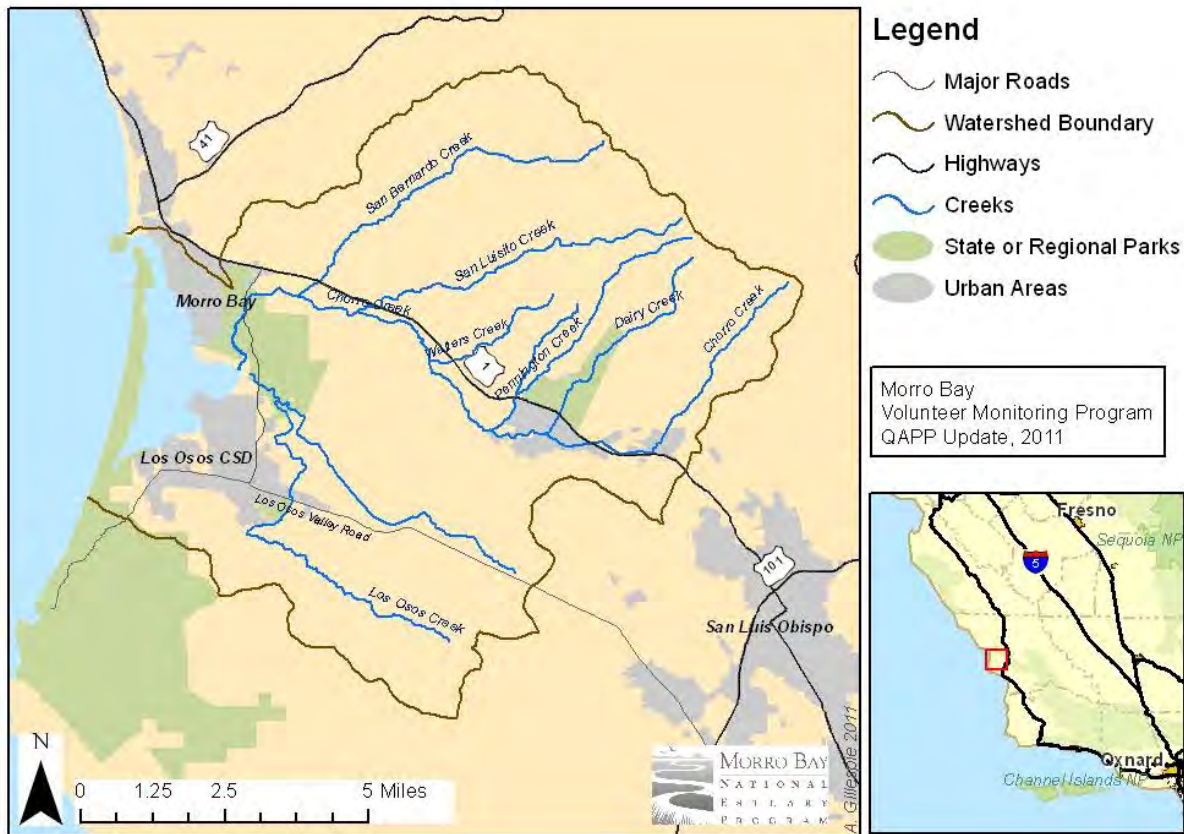 41
San Bernardo Creek
San Luisito Creek
Morro Bay
Chorro Creek
Walters Creek
1
Pennington Creek
Dairy Creek
Chorro Creek
Los Osos CSD
Los Osos Valley Road
Los Osos Creek
101
San Luis Obispo
N
0 1.25 2.5 5 Miles
MORRO BAY
NATIONAL
ESTUARY
PROGRAM
A. Gillespie 2011
Legend
Major Roads
Watershed Boundary
Highways
Creeks
State or Regional Parks
Urban Areas
Morro Bay
Volunteer Monitoring Program
QAPP Update, 2011
Fresno
Sequoia NP
5
Oxnard
Channel Islands NP